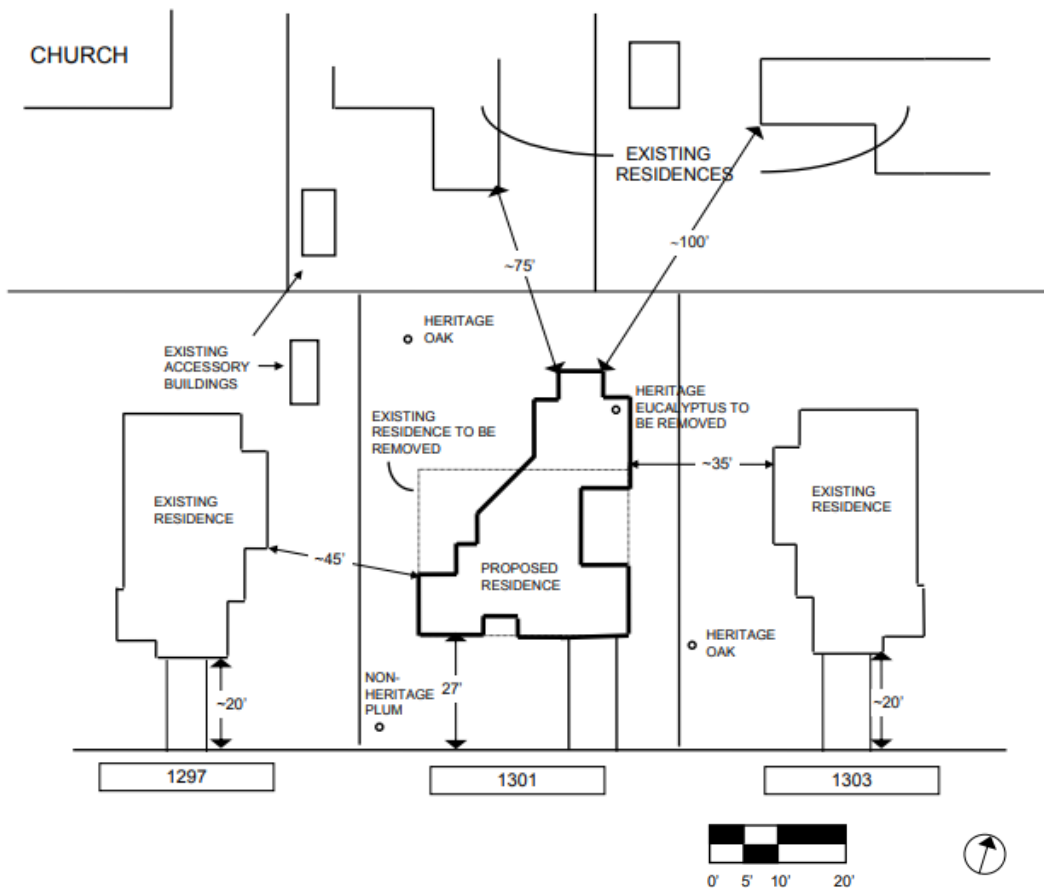 CHURCH
EXISTING
RESIDENCES
~100’
~75’
HERITAGE
OAK
EXISTING
ACCESSORY
BUILDINGS
HERITAGE
EUCALYPTUS TO
BE REMOVED
EXISTING
RESIDENCE TO BE
REMOVED
~35’
EXISTING
RESIDENCE
EXISTING
RESIDENCE
~45’
PROPOSED
RESIDENCE
HERITAGE
OAK
NON-
HERITAGE
PLUM
27’
~20’
~20’
1297
1301
1303
0’ 5’ 10’ 20’